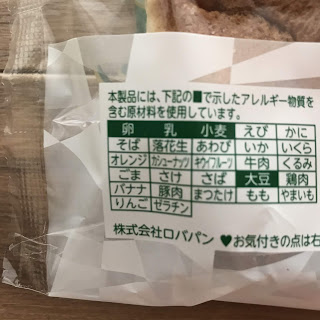 本製品には、下記の■で示したアレルギー物質を
含む原材料を使用しています。
卵 乳 小麦 えび かに
そば 落花生 あわび いか いくら
オレンジ カシューナッツ キウイフルーツ 牛肉 くるみ
ごま さけ さば 大豆 鶏肉
バナナ 豚肉 まつたけ もも やまいも
りんご ゼラチン
株式会社ロバパン ♥お気付きの点は右